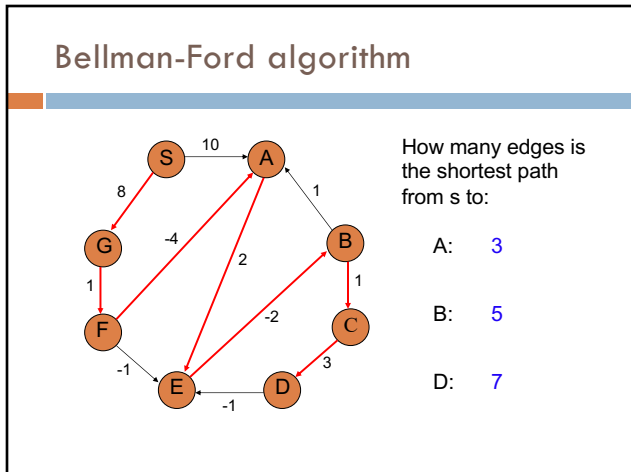 Bellman-Ford algorithm
S
10
A
8
1
G
-4
B
2
1
1
-2
F
C
-1
3
E
-1
D
How many edges is
the shortest path
from s to:
A: 3
B: 5
D: 7